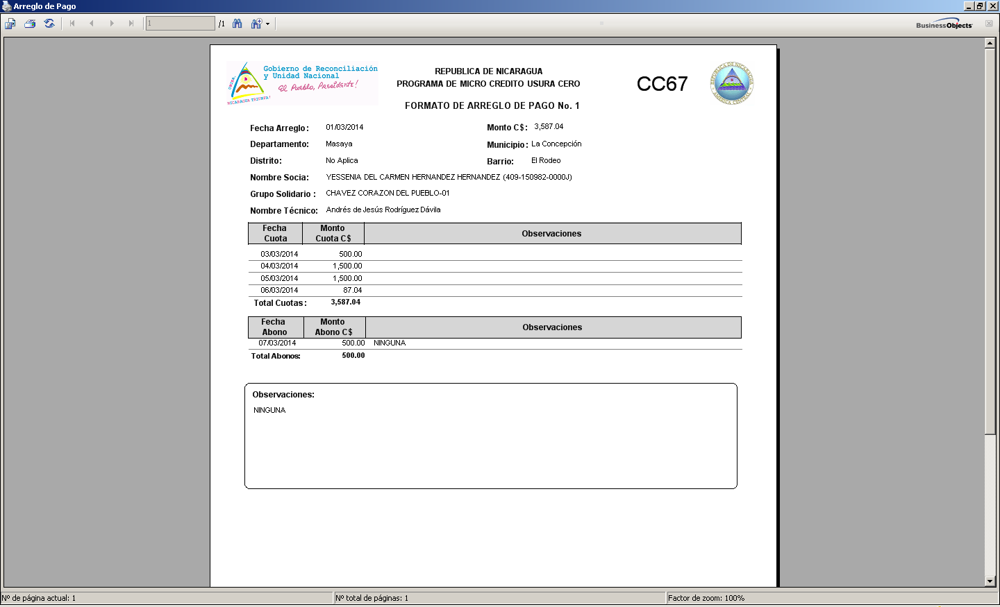 Arreglo de Pago
1 /1 BusinessObjects
Gobierno de Reconciliación
y Unidad Nacional
El Pueblo, Presidente!
UNIDA,
NICARAGUA TRIUNFA!
REPUBLICA DE NICARAGUA
PROGRAMA DE MICRO CREDITO USURA CERO
FORMATO DE ARREGLO DE PAGO No. 1
CC67
REPUBLICA DE NICARAGUA
AMERICA CENTRAL
Fecha Arreglo: 01/03/2014 Monto C$: 3,587.04
Departamento: Masaya Municipio: La Concepción
Distrito: No Aplica Barrio: El Rodeo
Nombre Socia: YESSENIA DEL CARMEN HERNANDEZ HERNANDEZ (409-150982-0000J)
Grupo Solidario : CHAVEZ CORAZON DEL PUEBLO-01
Nombre Técnico: Andrés de Jesús Rodríguez Dávila
Fecha Cuota Monto Cuota C$ Observaciones
03/03/2014 500.00
04/03/2014 1,500.00
05/03/2014 1,500.00
06/03/2014 87.04
Total Cuotas: 3,587.04
Fecha Abono Monto Abono C$ Observaciones
07/03/2014 500.00 NINGUNA
Total Abonos: 500.00
Observaciones:
NINGUNA
Nº de página actual: 1 Nº total de páginas: 1 Factor de zoom: 100%